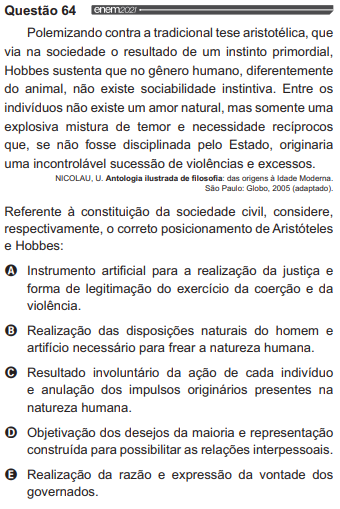 Questão 64 enem2021
Polemizando contra a tradicional tese aristotélica, que
via na sociedade o resultado de um instinto primordial,
Hobbes sustenta que no gênero humano, diferentemente
do animal, não existe sociabilidade instintiva. Entre os
indivíduos não existe um amor natural, mas somente uma
explosiva mistura de temor e necessidade recíprocos
que, se não fosse disciplinada pelo Estado, originaria
uma incontrolável sucessão de violências e excessos.
NICOLAU, U. Antologia ilustrada de filosofia: das origens à Idade Moderna.
São Paulo: Globo, 2005 (adaptado).
Referente à constituição da sociedade civil, considere,
respectivamente, o correto posicionamento de Aristóteles
e Hobbes:
A Instrumento artificial para a realização da justiça e
forma de legitimação do exercício da coerção e da
violência.
B Realização das disposições naturais do homem e
artifício necessário para frear a natureza humana.
C Resultado involuntário da ação de cada indivíduo
e anulação dos impulsos originários presentes na
natureza humana.
D Objetivação dos desejos da maioria e representação
construída para possibilitar as relações interpessoais.
E Realização da razão e expressão da vontade dos
governados.